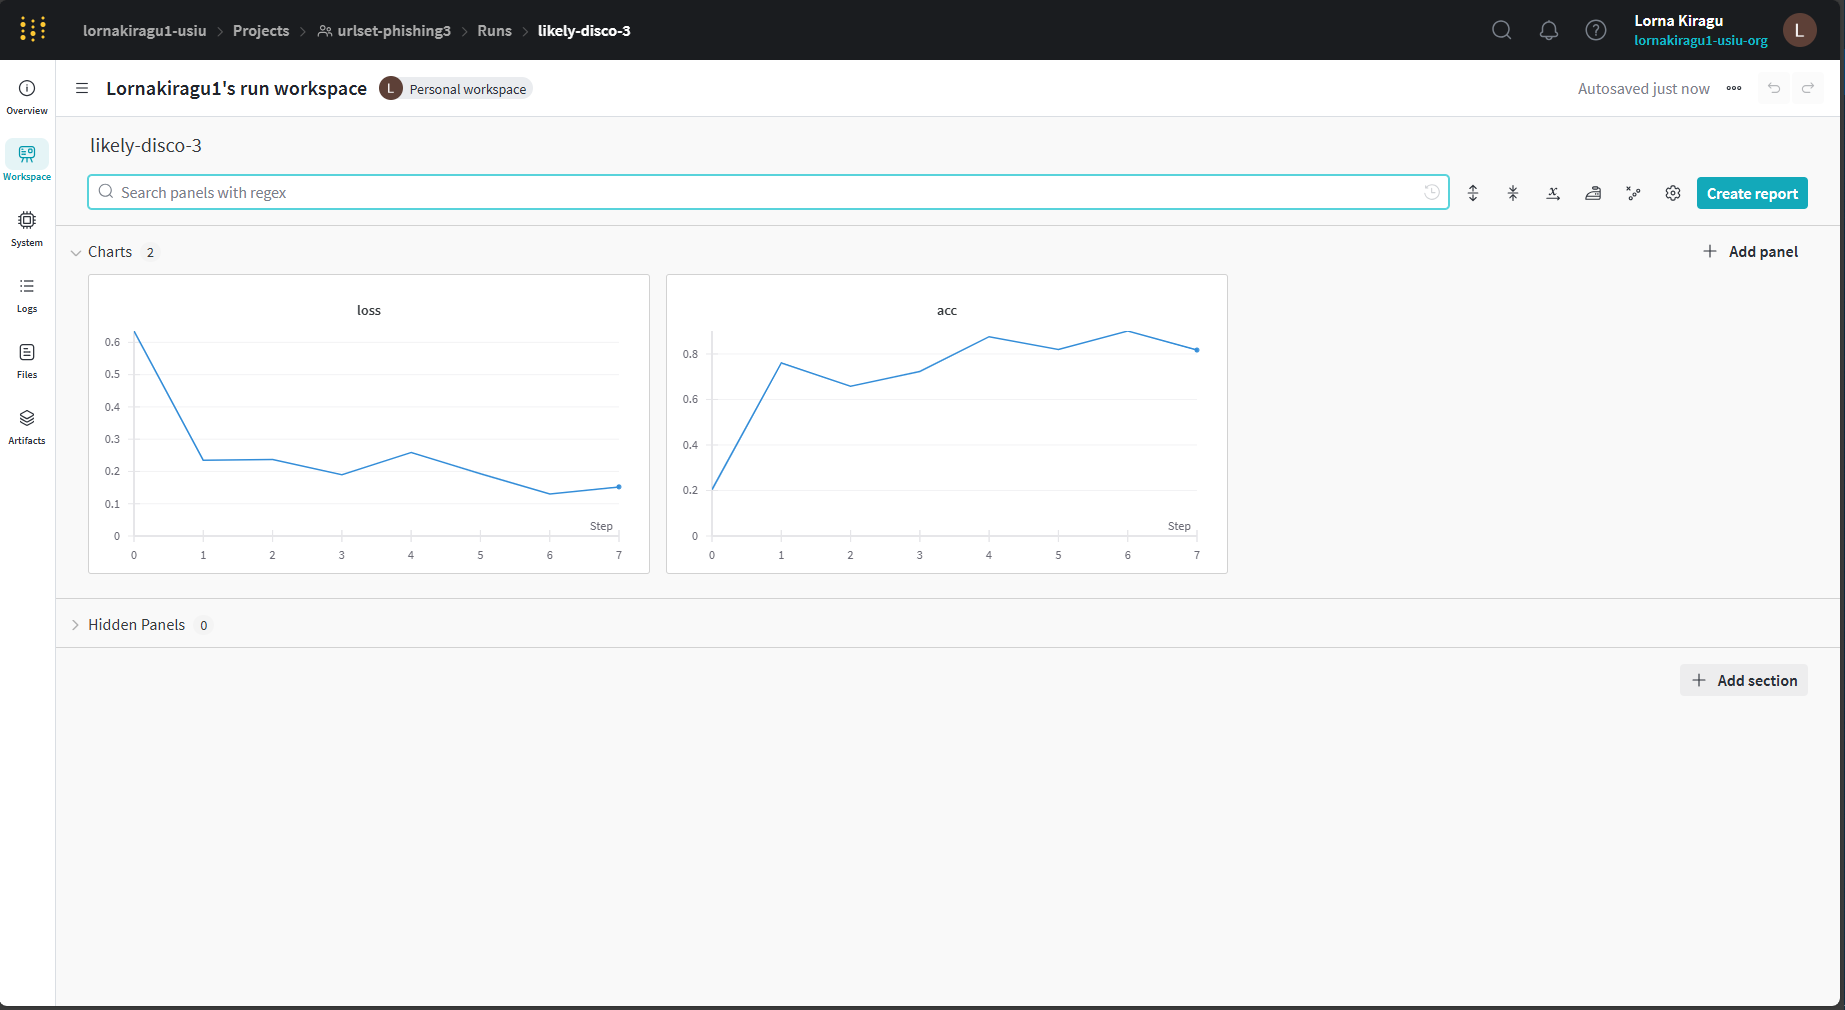 lornakiragu1-usiu > Projects > urlset-phishing3 > Runs > likely-disco-3
Lorna Kiragu
lornakiragu1-usiu-org
L
Overview
Workspace
System
Logs
Files
Artifacts
Lornakiragu1's run workspace L Personal workspace
Autosaved just now
likely-disco-3
Search panels with regex
Create report
Charts 2
Add panel
loss
0.6
0.5
0.4
0.3
0.2
0.1
0
Step
0 1 2 3 4 5 6 7
acc
0.8
0.6
0.4
0.2
0
Step
0 1 2 3 4 5 6 7
Hidden Panels 0
Add section